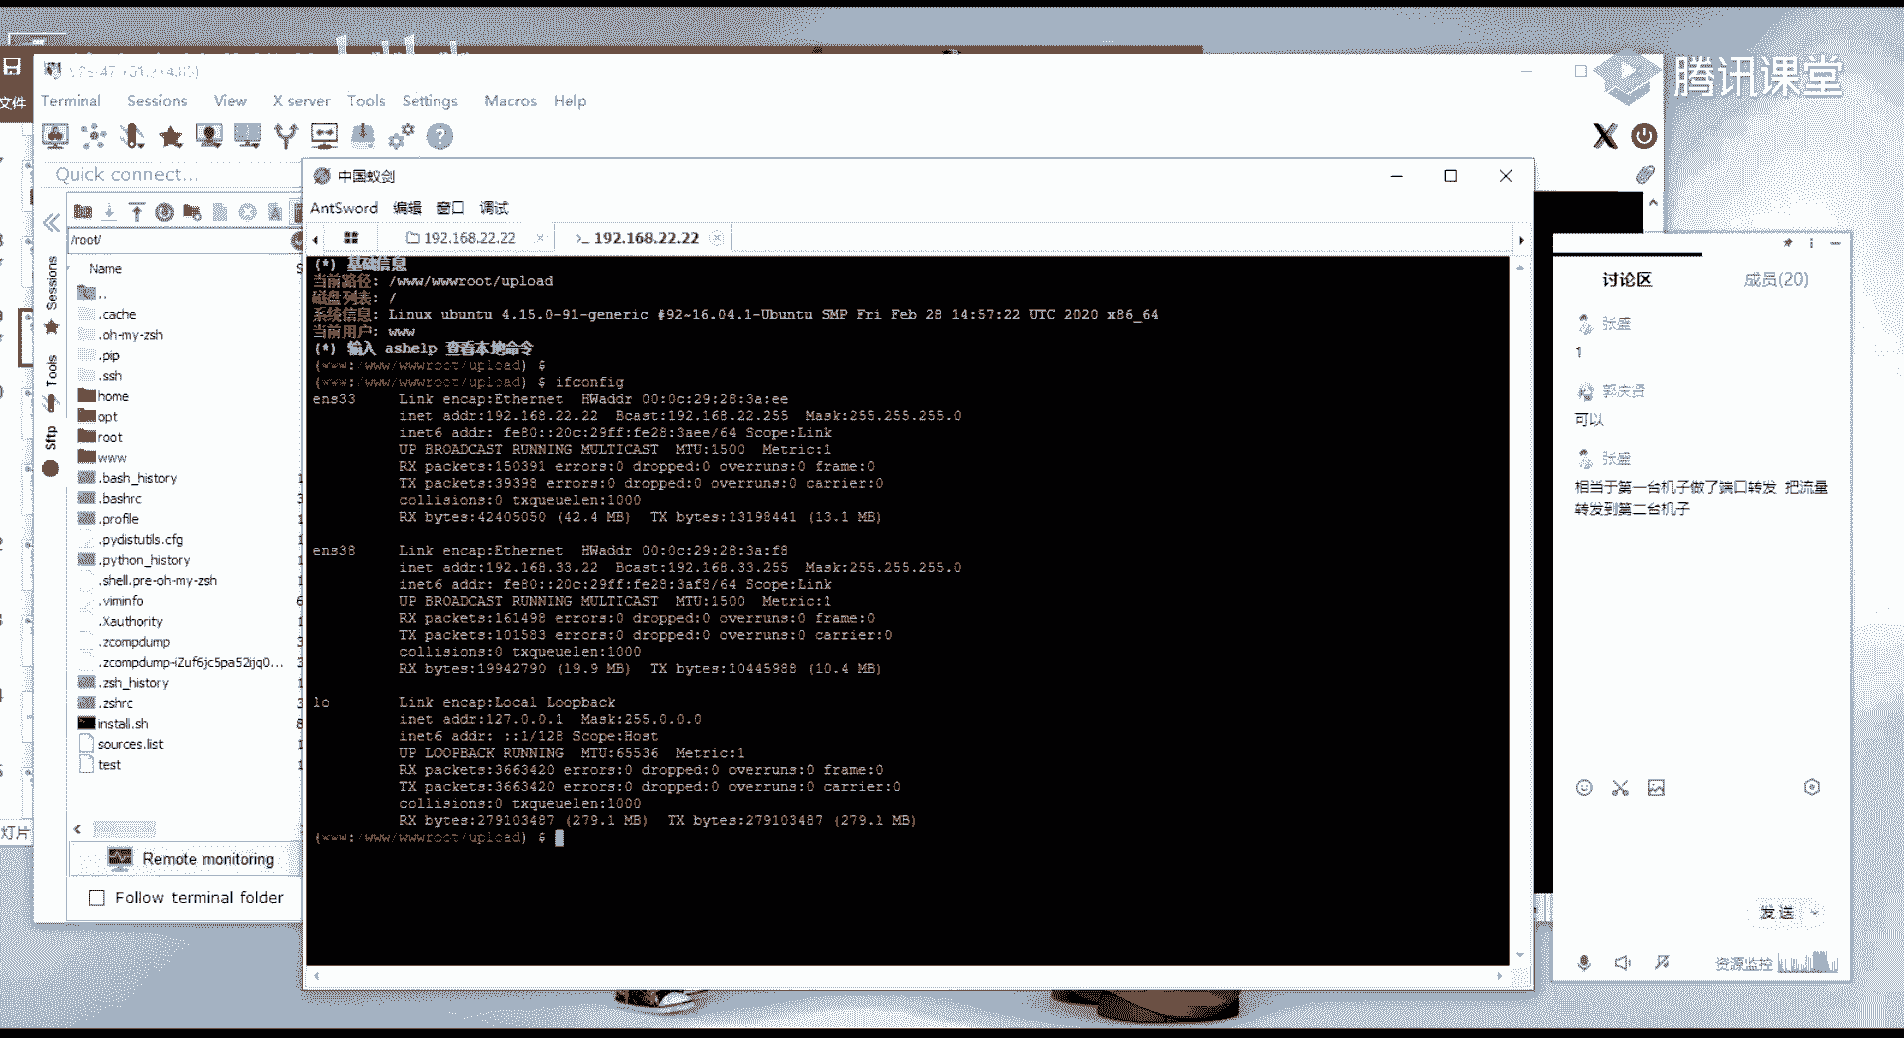 腾讯课堂
文件
Terminal Sessions View X server Tools Settings Macros Help
Quick connect...
/root/
Name
..
.cache
.oh-my-zsh
.pip
.ssh
home
opt
root
www
.bash_history
.bashrc
.profile
.pydistutils.cfg
.python_history
.shell.pre-oh-my-zsh
.viminfo
.Xauthority
.zcompdump
.zcompdump-iZuf6jc5pa52ijq0...
.zsh_history
.zshrc
install.sh
sources.list
test
Sessions
Tools
Sftp
Remote monitoring
Follow terminal folder
灯片
中国蚁剑
AntSword 编辑 窗口 调试
192.168.22.22
>_ 192.168.22.22
(*) 基础信息
当前路径: /www/wwwroot/upload
磁盘列表: /
系统信息: Linux ubuntu 4.15.0-91-generic #92~16.04.1-Ubuntu SMP Fri Feb 28 14:57:22 UTC 2020 x86_64
当前用户: www
(*) 输入 ashelp 查看本地命令
(www:/www/wwwroot/upload) $
(www:/www/wwwroot/upload) $ ifconfig
ens33 Link encap:Ethernet HWaddr 00:0c:29:28:3a:ee
inet addr:192.168.22.22 Bcast:192.168.22.255 Mask:255.255.255.0
inet6 addr: fe80::20c:29ff:fe28:3aee/64 Scope:Link
UP BROADCAST RUNNING MULTICAST MTU:1500 Metric:1
RX packets:150391 errors:0 dropped:0 overruns:0 frame:0
TX packets:39398 errors:0 dropped:0 overruns:0 carrier:0
collisions:0 txqueuelen:1000
RX bytes:42405050 (42.4 MB) TX bytes:13198441 (13.1 MB)
ens38 Link encap:Ethernet HWaddr 00:0c:29:28:3a:f8
inet addr:192.168.33.22 Bcast:192.168.33.255 Mask:255.255.255.0
inet6 addr: fe80::20c:29ff:fe28:3af8/64 Scope:Link
UP BROADCAST RUNNING MULTICAST MTU:1500 Metric:1
RX packets:161498 errors:0 dropped:0 overruns:0 frame:0
TX packets:101583 errors:0 dropped:0 overruns:0 carrier:0
collisions:0 txqueuelen:1000
RX bytes:19942790 (19.9 MB) TX bytes:10445988 (10.4 MB)
lo Link encap:Local Loopback
inet addr:127.0.0.1 Mask:255.0.0.0
inet6 addr: ::1/128 Scope:Host
UP LOOPBACK RUNNING MTU:65536 Metric:1
RX packets:3663420 errors:0 dropped:0 overruns:0 frame:0
TX packets:3663420 errors:0 dropped:0 overruns:0 carrier:0
collisions:0 txqueuelen:1000
RX bytes:279103487 (279.1 MB) TX bytes:279103487 (279.1 MB)
(www:/www/wwwroot/upload) $
讨论区 成员(20)
张盛
1
郭庆贤
可以
张盛
相当于第一台机子做了端口转发 把流量
转发到第二台机子
发送
资源监控